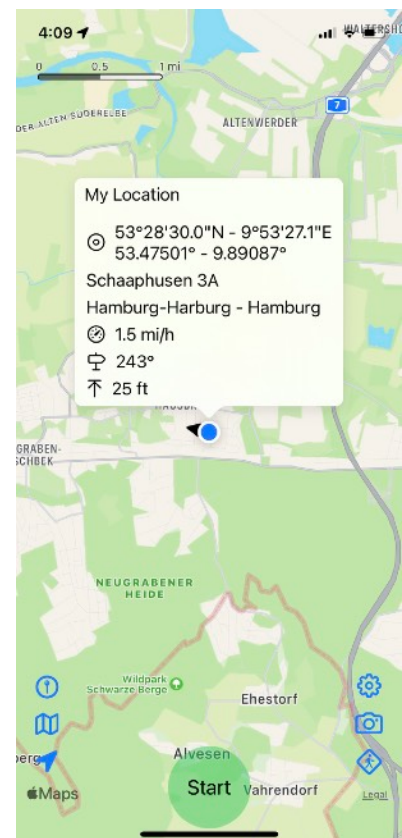 4:09
0 0.5 1 mi
7
ALTENWERDER
My Location
53°28'30.0"N - 9°53'27.1"E
53.47501° - 9.89087°
Schaaphusen 3A
Hamburg-Harburg - Hamburg
1.5 mi/h
243°
25 ft
GRABEN-
NEUGRABENER
HEIDE
Wildpark
Schwarze Berge
Ehestorf
Alvesen
Start
Vahrendorf
Maps
Legal